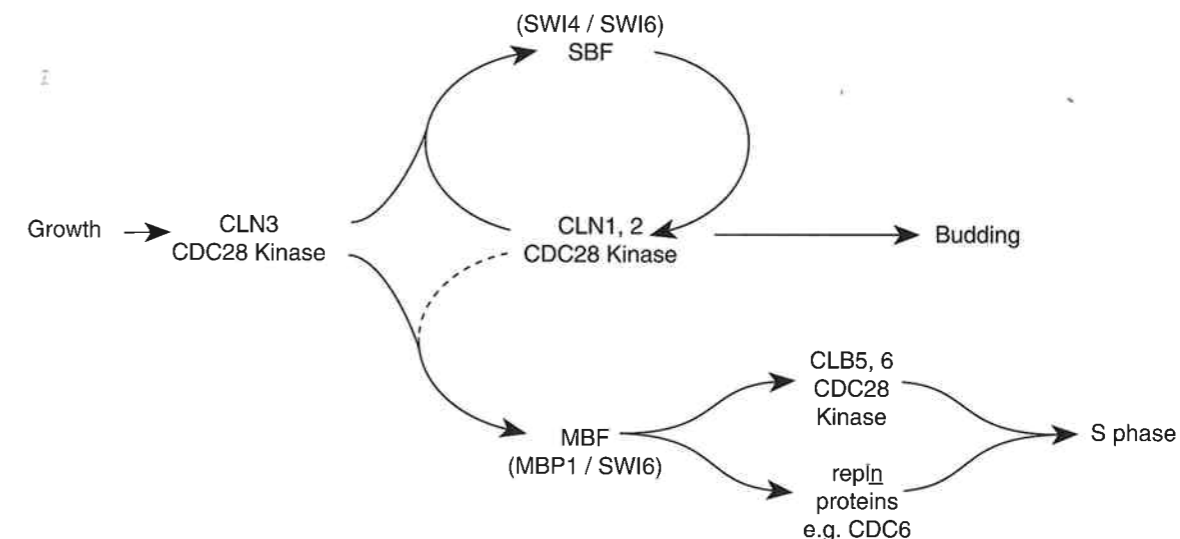 (SWI4 / SWI6)
SBF
Growth
CLN3
CDC28 Kinase
CLN1, 2
CDC28 Kinase
Budding
CLB5, 6
CDC28
Kinase
MBF
(MBP1 / SWI6)
S phase
repln
proteins
e.g. CDC6